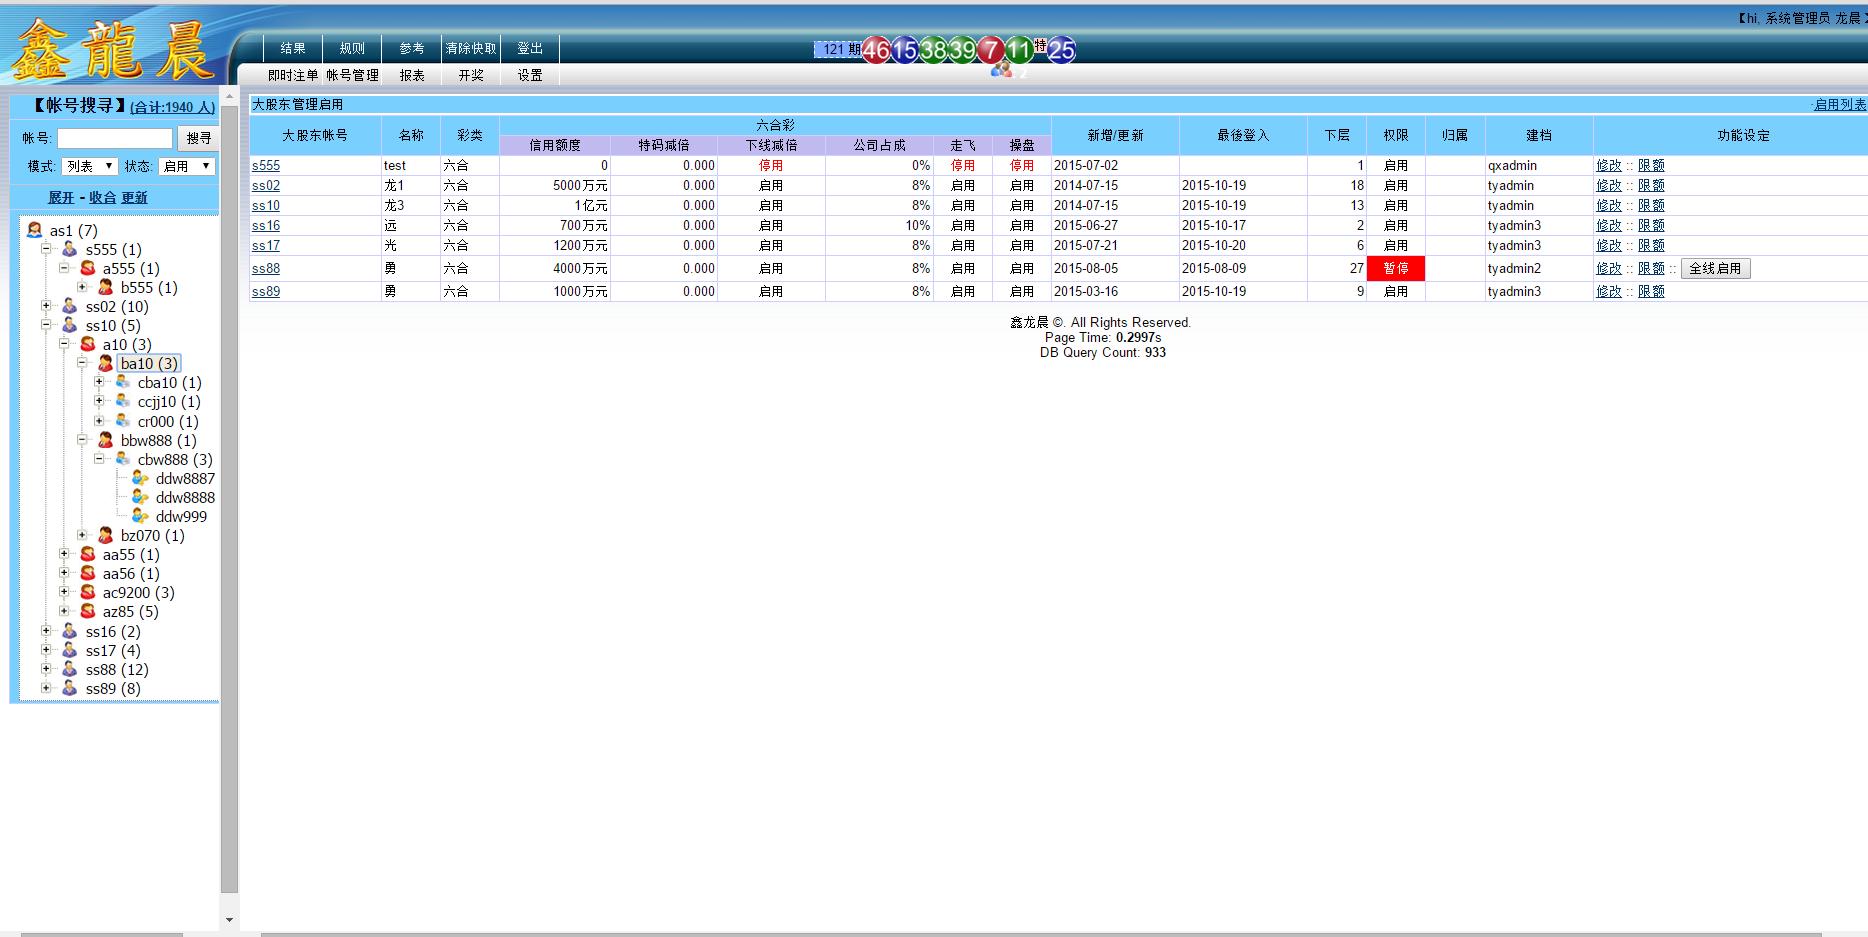 鑫龍晨
【hi, 系统管理员 龙晨】
结果 规则 参考 清除快取 登出
121 期 46 15 38 39 7 11 特 25
即时注单 帐号管理 报表 开奖 设置
【帐号搜寻】(合计:1940 人)
帐号: 搜寻
模式: 列表 状态: 启用
展开 - 收合 更新
as1 (7)
s555 (1)
a555 (1)
b555 (1)
ss02 (10)
ss10 (5)
a10 (3)
ba10 (3)
cba10 (1)
ccjj10 (1)
cr000 (1)
bbw888 (1)
cbw888 (3)
ddw8887
ddw8888
ddw999
bz070 (1)
aa55 (1)
aa56 (1)
ac9200 (3)
az85 (5)
ss16 (2)
ss17 (4)
ss88 (12)
ss89 (8)
大股东管理启用 ·启用列表
大股东帐号 名称 彩类 六合彩 新增/更新 最後登入 下层 权限 归属 建档 功能设定
信用额度 特码减倍 下线减倍 公司占成 走飞 操盘
s555 test 六合 0 0.000 停用 0% 停用 停用 2015-07-02 1 启用 qxadmin 修改 :: 限额
ss02 龙1 六合 5000万元 0.000 启用 8% 启用 启用 2014-07-15 2015-10-19 18 启用 tyadmin 修改 :: 限额
ss10 龙3 六合 1亿元 0.000 启用 8% 启用 启用 2014-07-15 2015-10-19 13 启用 tyadmin 修改 :: 限额
ss16 远 六合 700万元 0.000 启用 10% 启用 启用 2015-06-27 2015-10-17 2 启用 tyadmin3 修改 :: 限额
ss17 光 六合 1200万元 0.000 启用 8% 启用 启用 2015-07-21 2015-10-20 6 启用 tyadmin3 修改 :: 限额
ss88 勇 六合 4000万元 0.000 启用 8% 启用 启用 2015-08-05 2015-08-09 27 暂停 tyadmin2 修改 :: 限额 :: 全线启用
ss89 勇 六合 1000万元 0.000 启用 8% 启用 启用 2015-03-16 2015-10-19 9 启用 tyadmin3 修改 :: 限额
鑫龙晨 ©. All Rights Reserved.
Page Time: 0.2997s
DB Query Count: 933